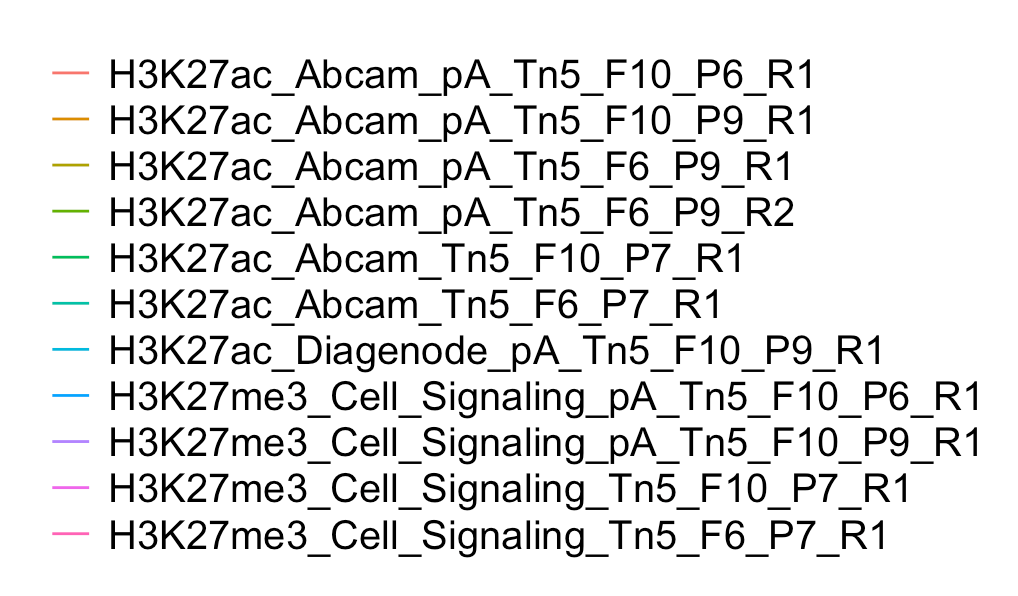 H3K27ac_Abcam_pA_Tn5_F10_P6_R1
H3K27ac_Abcam_pA_Tn5_F10_P9_R1
H3K27ac_Abcam_pA_Tn5_F6_P9_R1
H3K27ac_Abcam_pA_Tn5_F6_P9_R2
H3K27ac_Abcam_Tn5_F10_P7_R1
H3K27ac_Abcam_Tn5_F6_P7_R1
H3K27ac_Diagenode_pA_Tn5_F10_P9_R1
H3K27me3_Cell_Signaling_pA_Tn5_F10_P6_R1
H3K27me3_Cell_Signaling_pA_Tn5_F10_P9_R1
H3K27me3_Cell_Signaling_Tn5_F10_P7_R1
H3K27me3_Cell_Signaling_Tn5_F6_P7_R1